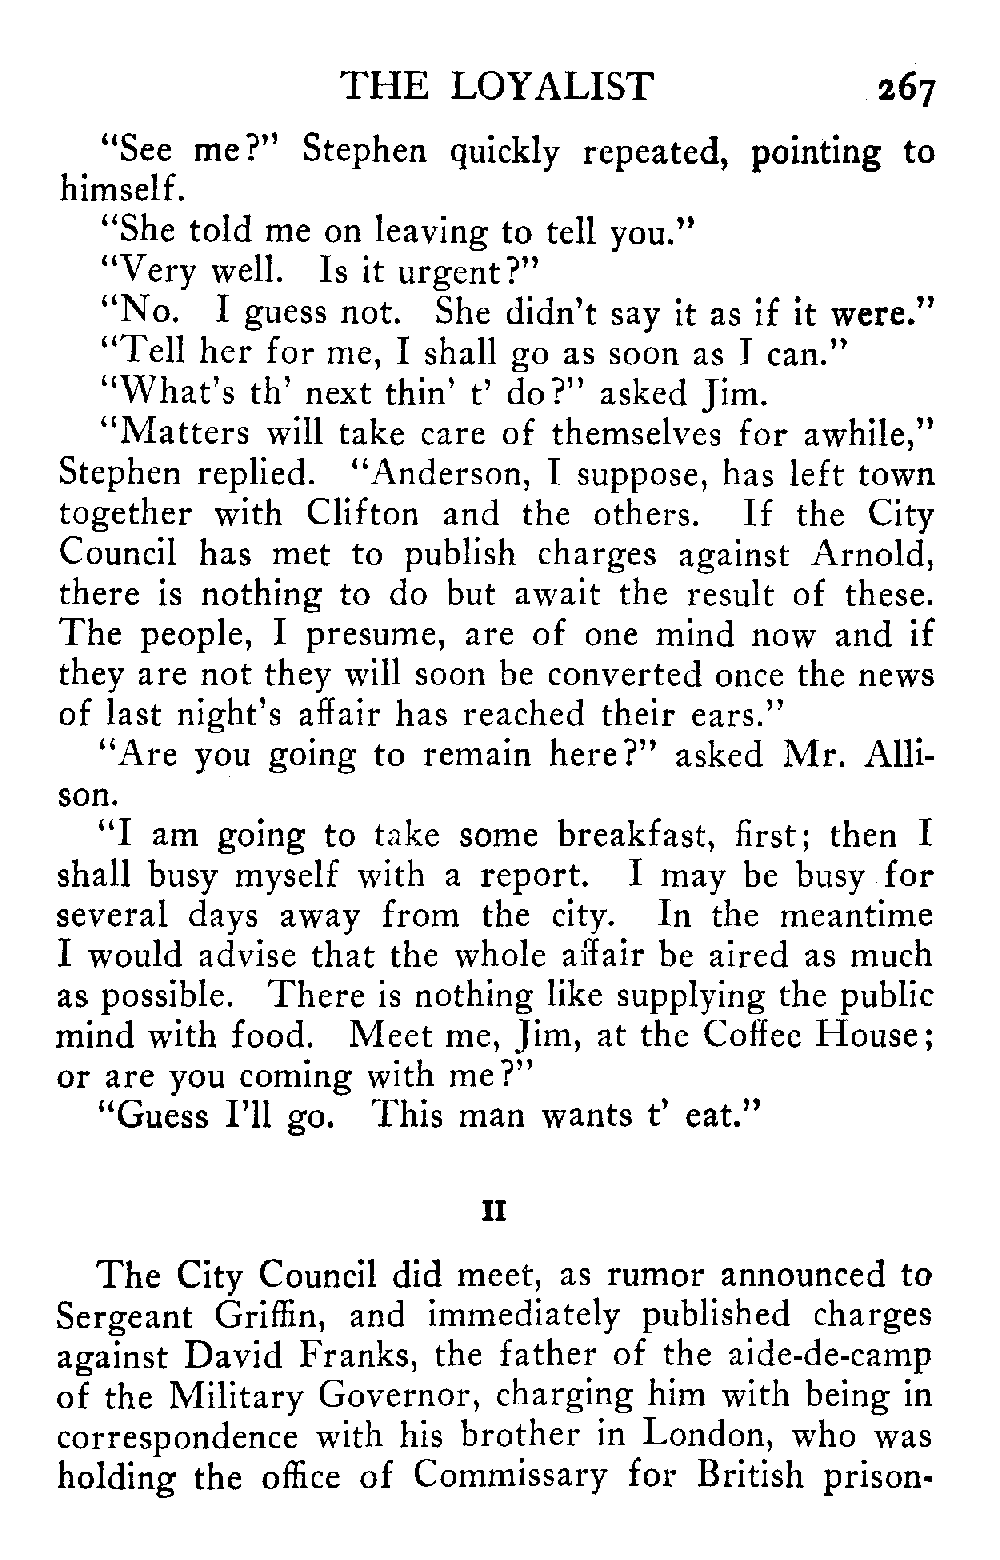 THE LOYALIST 267
"See me?" Stephen quickly repeated, pointing to
himself.
"She told me on leaving to tell you."
"Very well. Is it urgent?"
"No. I guess not. She didn't say it as if it were."
"Tell her for me, I shall go as soon as I can."
"What's th' next thin' t' do?" asked Jim.
"Matters will take care of themselves for awhile,"
Stephen replied. "Anderson, I suppose, has left town
together with Clifton and the others. If the City
Council has met to publish charges against Arnold,
there is nothing to do but await the result of these.
The people, I presume, are of one mind now and if
they are not they will soon be converted once the news
of last night's affair has reached their ears."
"Are you going to remain here?" asked Mr. Alli-
son.
"I am going to take some breakfast, first; then I
shall busy myself with a report. I may be busy for
several days away from the city. In the meantime
I would advise that the whole affair be aired as much
as possible. There is nothing like supplying the public
mind with food. Meet me, Jim, at the Coffee House;
or are you coming with me?"
"Guess I'll go. This man wants t' eat."
II
The City Council did meet, as rumor announced to
Sergeant Griffin, and immediately published charges
against David Franks, the father of the aide-de-camp
of the Military Governor, charging him with being in
correspondence with his brother in London, who was
holding the office of Commissary for British prison-